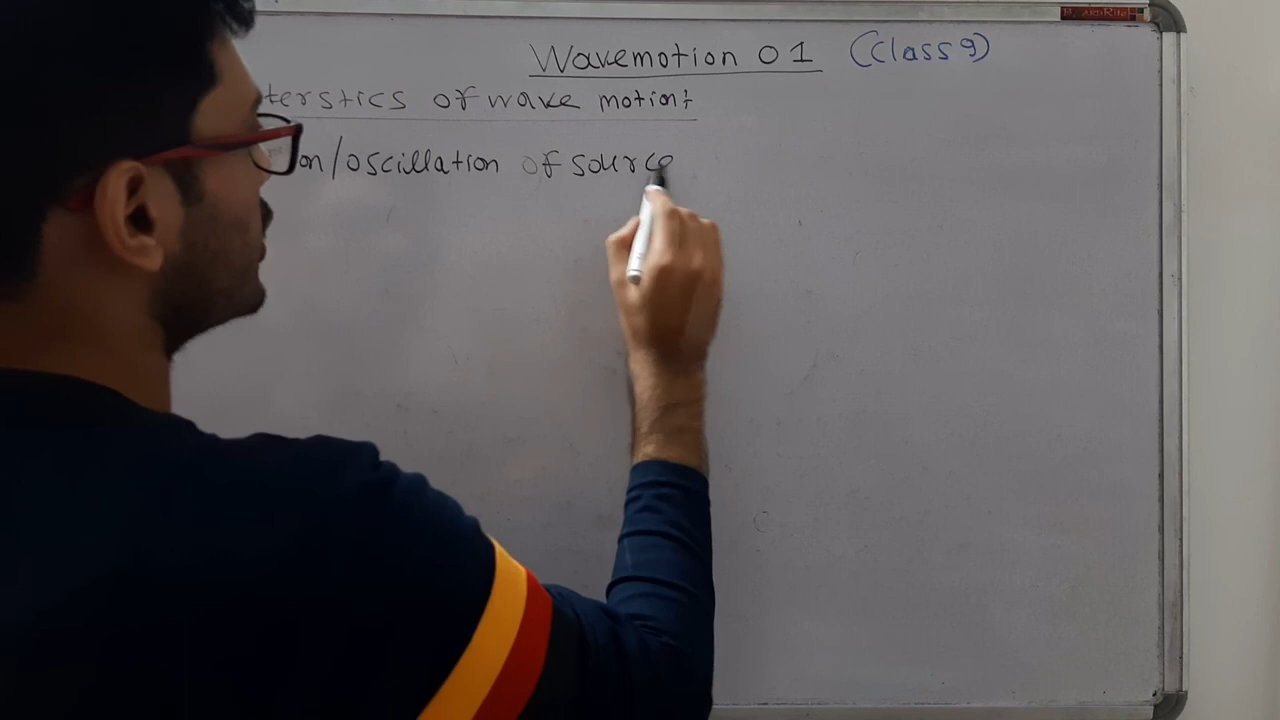 Wavemotion 01 (Class 9)
terstics of wave motion:
on/oscillation of source